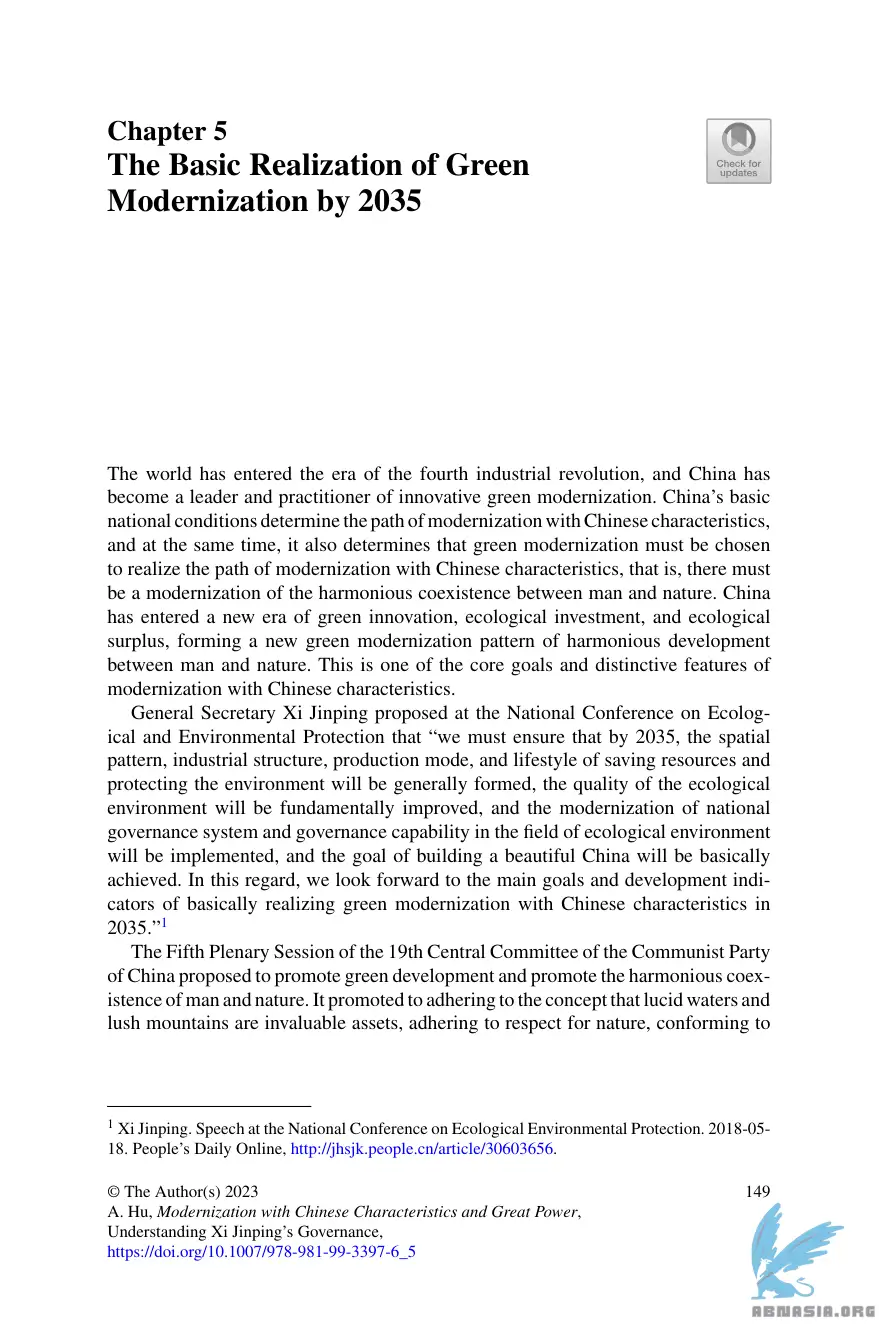 Chapter 5
The Basic Realization of Green
Modernization by 2035
Check for
updates
The world has entered the era of the fourth industrial revolution, and China has
become a leader and practitioner of innovative green modernization. China’s basic
national conditions determine the path of modernization with Chinese characteristics,
and at the same time, it also determines that green modernization must be chosen
to realize the path of modernization with Chinese characteristics, that is, there must
be a modernization of the harmonious coexistence between man and nature. China
has entered a new era of green innovation, ecological investment, and ecological
surplus, forming a new green modernization pattern of harmonious development
between man and nature. This is one of the core goals and distinctive features of
modernization with Chinese characteristics.
General Secretary Xi Jinping proposed at the National Conference on Ecolog-
ical and Environmental Protection that “we must ensure that by 2035, the spatial
pattern, industrial structure, production mode, and lifestyle of saving resources and
protecting the environment will be generally formed, the quality of the ecological
environment will be fundamentally improved, and the modernization of national
governance system and governance capability in the field of ecological environment
will be implemented, and the goal of building a beautiful China will be basically
achieved. In this regard, we look forward to the main goals and development indi-
cators of basically realizing green modernization with Chinese characteristics in
2035.”1
The Fifth Plenary Session of the 19th Central Committee of the Communist Party
of China proposed to promote green development and promote the harmonious coex-
istence of man and nature. It promoted to adhering to the concept that lucid waters and
lush mountains are invaluable assets, adhering to respect for nature, conforming to
1 Xi Jinping. Speech at the National Conference on Ecological Environmental Protection. 2018-05-
18. People’s Daily Online, http://jhsjk.people.cn/article/30603656.
© The Author(s) 2023 149
A. Hu, Modernization with Chinese Characteristics and Great Power,
Understanding Xi Jinping’s Governance,
https://doi.org/10.1007/978-981-99-3397-6_5
ABNASIA.ORG